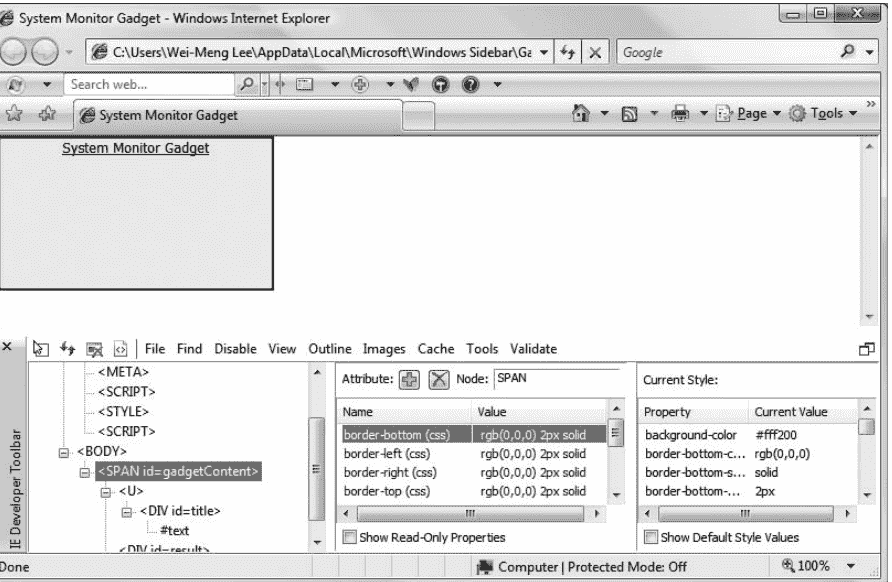 System Monitor Gadget - Windows Internet Explorer
C:\Users\Wei-Meng Lee\AppData\Local\Microsoft\Windows Sidebar\Ga
Google
Search web...
System Monitor Gadget
Page
Tools
»
System Monitor Gadget
File Find Disable View Outline Images Cache Tools Validate
IE Developer Toolbar
<META>
<SCRIPT>
<STYLE>
<SCRIPT>
<BODY>
<SPAN id=gadgetContent>
<U>
<DIV id=title>
#text
<DIV id=result>
Attribute: Node: SPAN
Name Value
border-bottom (css) rgb(0,0,0) 2px solid
border-left (css) rgb(0,0,0) 2px solid
border-right (css) rgb(0,0,0) 2px solid
border-top (css) rgb(0,0,0) 2px solid
Show Read-Only Properties
Current Style:
Property Current Value
background-color #fff200
border-bottom-c... rgb(0,0,0)
border-bottom-s... solid
border-bottom-... 2px
Show Default Style Values
Done
Computer | Protected Mode: Off
100%